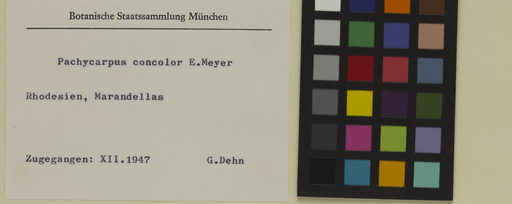 Botanische Staatssammlung München
Pachycarpus concolor E.Meyer
Rhodesien, Marandellas
Zugegangen: XII.1947 G.Dehn